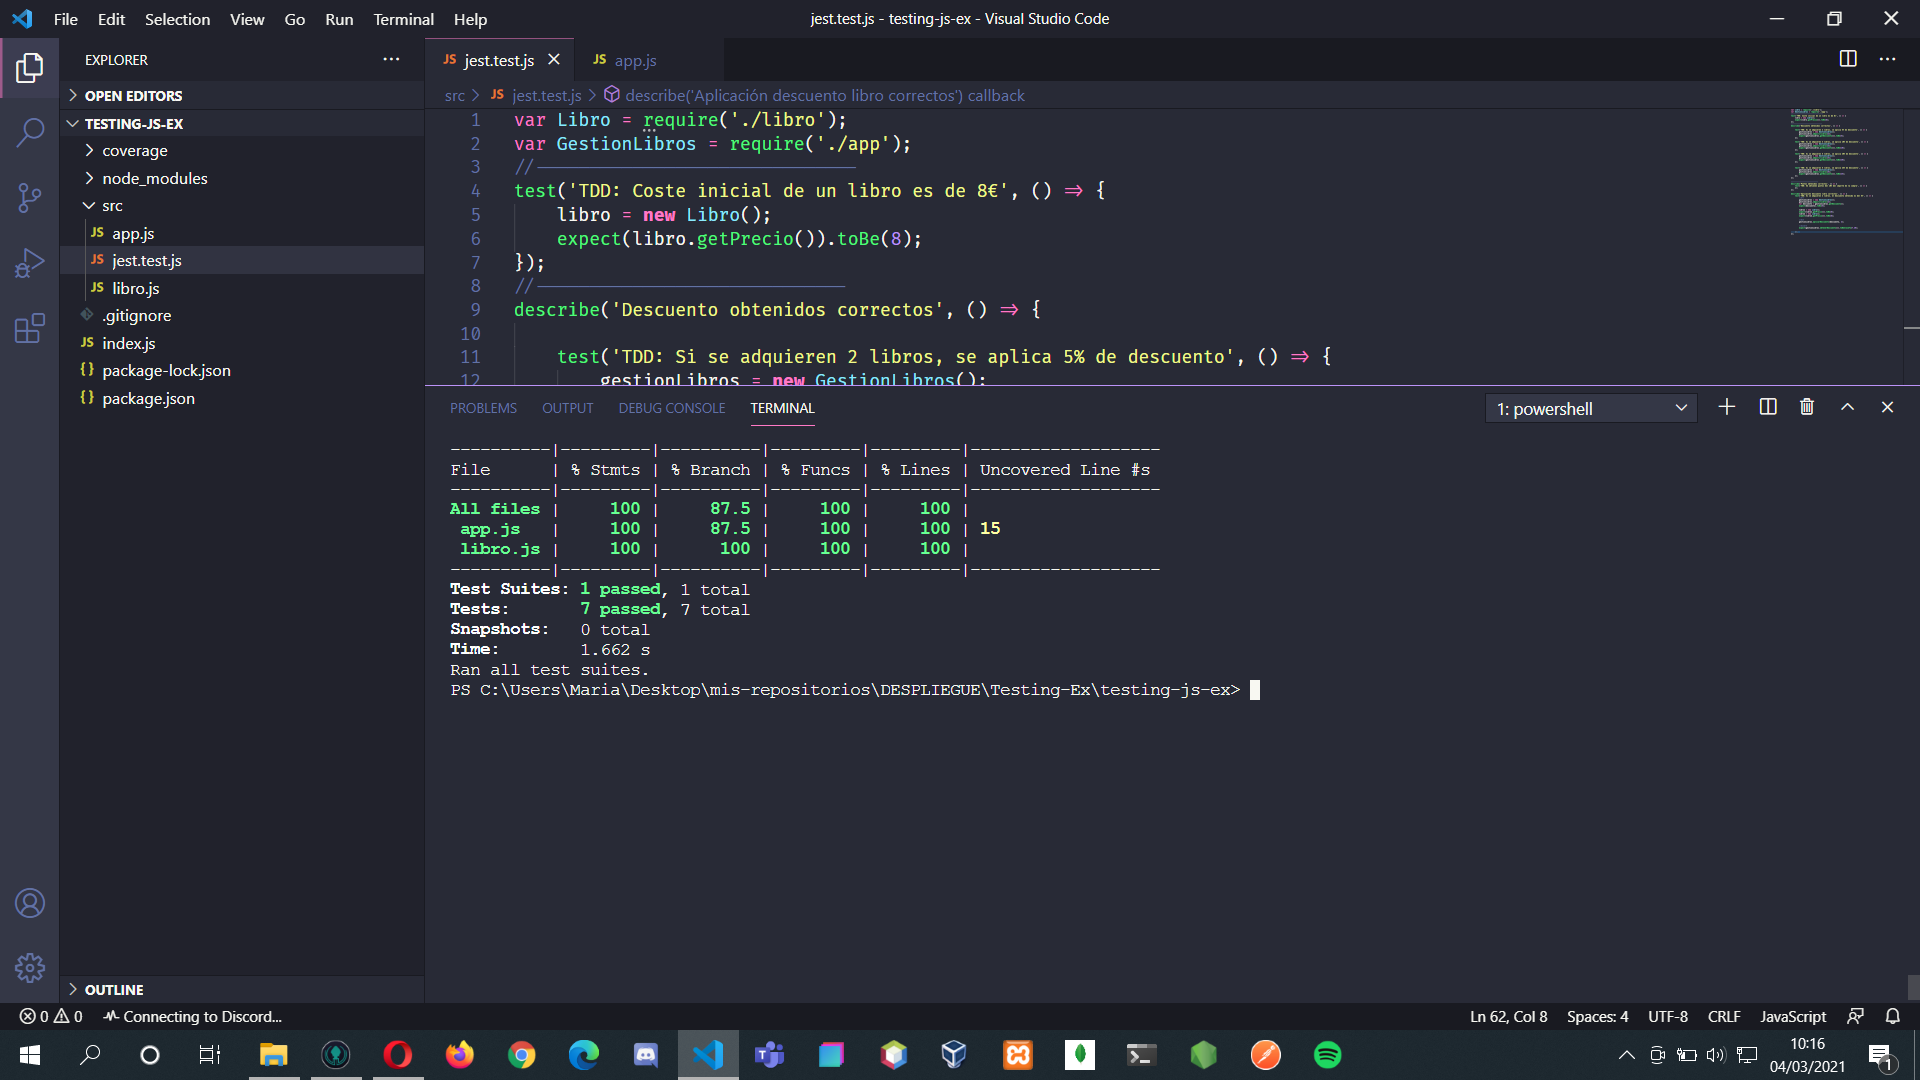 File Edit Selection View Go Run Terminal Help
jest.test.js - testing-js-ex - Visual Studio Code
EXPLORER
OPEN EDITORS
TESTING-JS-EX
coverage
node_modules
src
JS app.js
JS jest.test.js
JS libro.js
.gitignore
JS index.js
{} package-lock.json
{} package.json
OUTLINE
JS jest.test.js
JS app.js
src > JS jest.test.js > describe('Aplicación descuento libro correctos') callback
1 var Libro = require('./libro');
2 var GestionLibros = require('./app');
3 //------------------------------
4 test('TDD: Coste inicial de un libro es de 8€', () => {
5 libro = new Libro();
6 expect(libro.getPrecio()).toBe(8);
7 });
8 //-----------------------------
9 describe('Descuento obtenidos correctos', () => {
10
11 test('TDD: Si se adquieren 2 libros, se aplica 5% de descuento', () => {
12 gestionLibros = new GestionLibros();
PROBLEMS OUTPUT DEBUG CONSOLE TERMINAL
1: powershell
----------|---------|----------|---------|---------|-------------------
File | % Stmts | % Branch | % Funcs | % Lines | Uncovered Line #s
----------|---------|----------|---------|---------|-------------------
All files | 100 | 87.5 | 100 | 100 |
app.js | 100 | 87.5 | 100 | 100 | 15
libro.js | 100 | 100 | 100 | 100 |
----------|---------|----------|---------|---------|-------------------
Test Suites: 1 passed, 1 total
Tests: 7 passed, 7 total
Snapshots: 0 total
Time: 1.662 s
Ran all test suites.
PS C:\Users\Maria\Desktop\mis-repositorios\DESPLIEGUE\Testing-Ex\testing-js-ex>
0 0 Connecting to Discord...
Ln 62, Col 8 Spaces: 4 UTF-8 CRLF JavaScript
10:16
04/03/2021
1